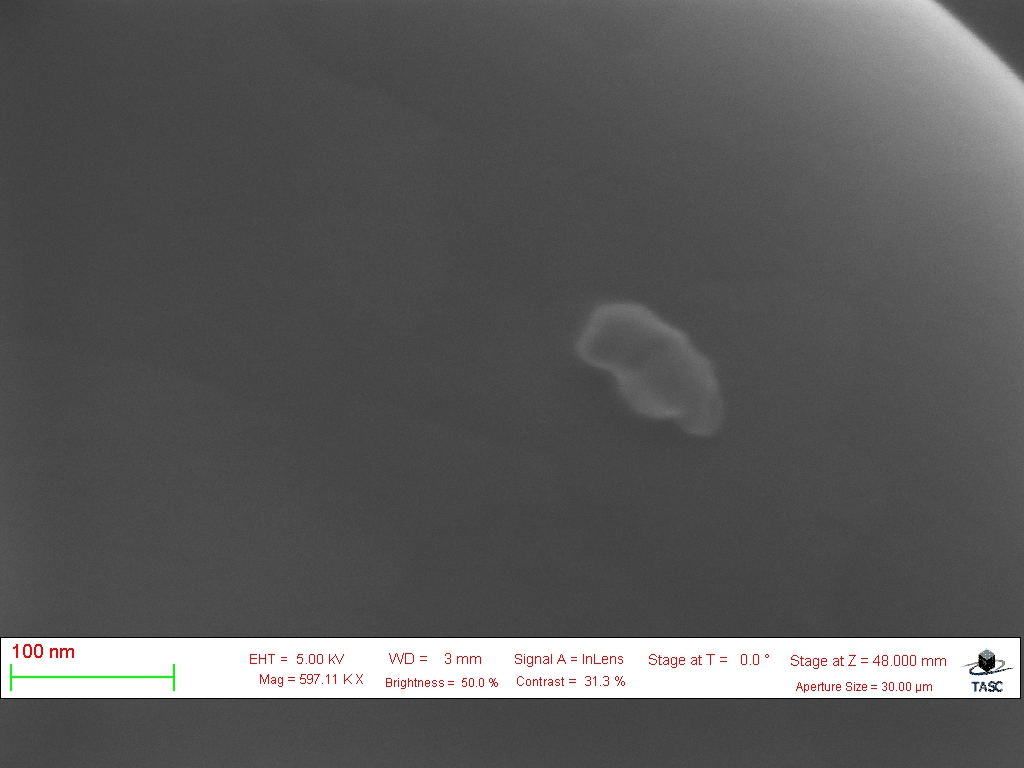 100 nm
EHT = 5.00 kV WD = 3 mm Signal A = InLens Stage at T = 0.0 ° Stage at Z = 48.000 mm
Mag = 597.11 K X Brightness = 50.0 % Contrast = 31.3 % Aperture Size = 30.00 µm
TASC